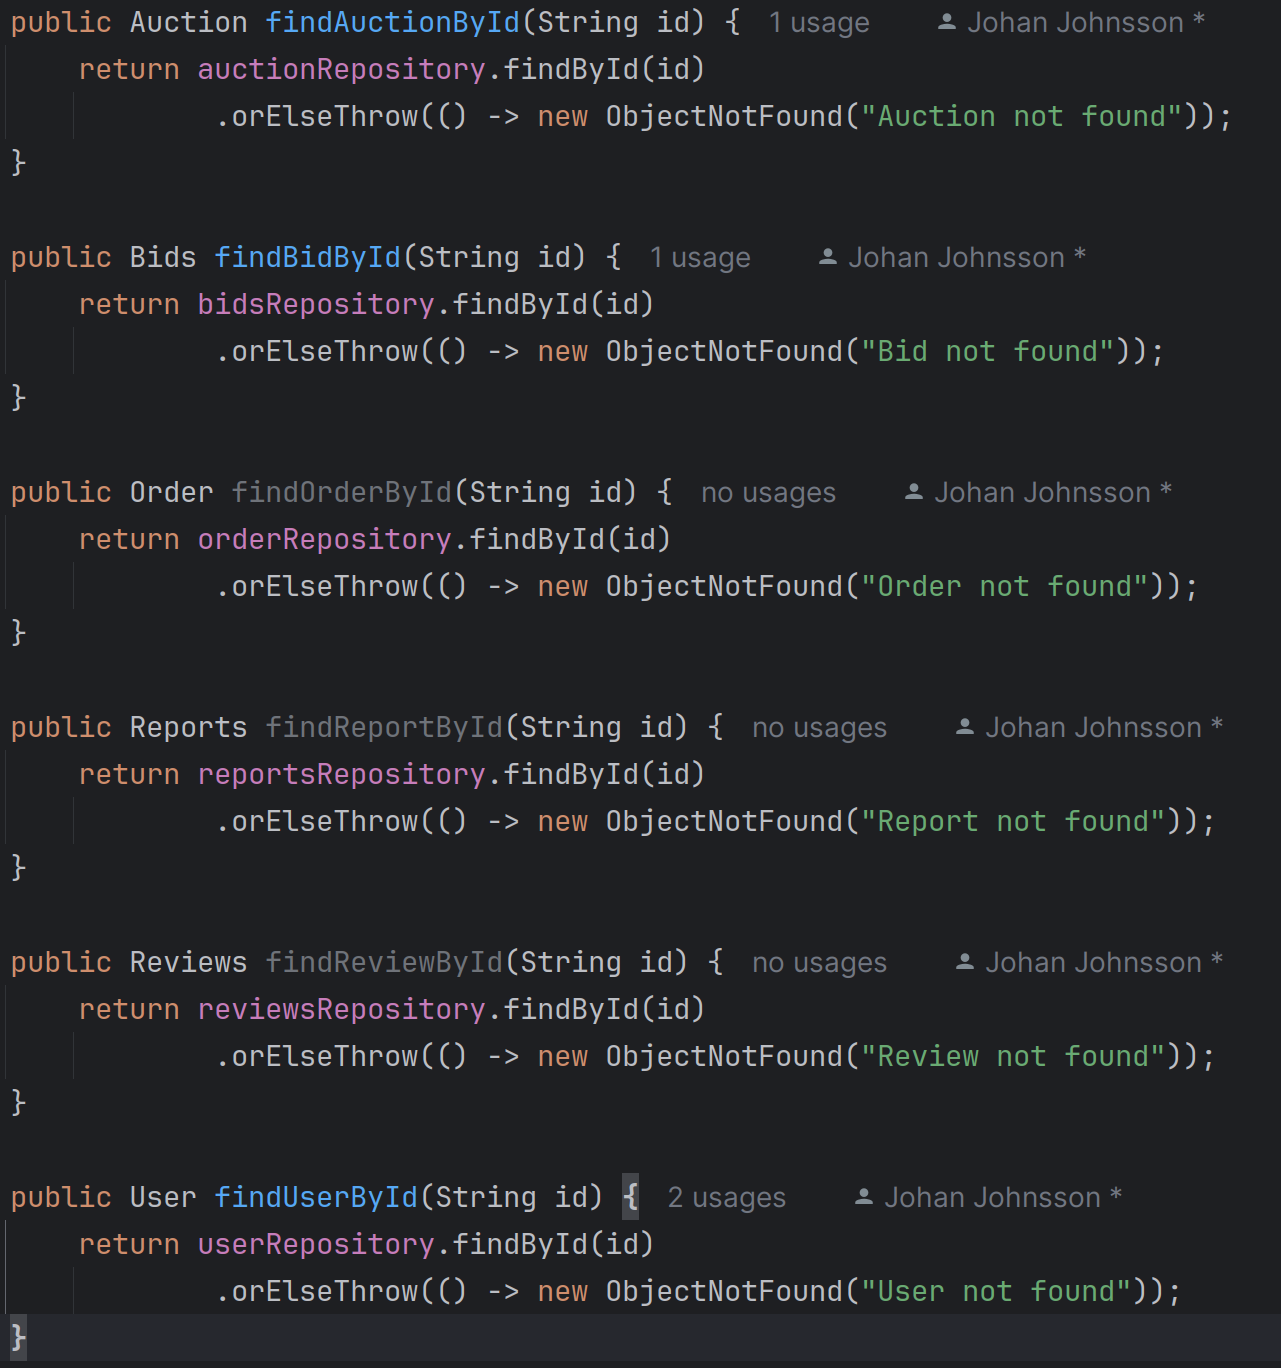 public Auction findAuctionById(String id) { 1 usage Johan Johnsson *
return auctionRepository.findById(id)
.orElseThrow(() -> new ObjectNotFound("Auction not found"));
}
public Bids findBidById(String id) { 1 usage Johan Johnsson *
return bidsRepository.findById(id)
.orElseThrow(() -> new ObjectNotFound("Bid not found"));
}
public Order findOrderById(String id) { no usages Johan Johnsson *
return orderRepository.findById(id)
.orElseThrow(() -> new ObjectNotFound("Order not found"));
}
public Reports findReportById(String id) { no usages Johan Johnsson *
return reportsRepository.findById(id)
.orElseThrow(() -> new ObjectNotFound("Report not found"));
}
public Reviews findReviewById(String id) { no usages Johan Johnsson *
return reviewsRepository.findById(id)
.orElseThrow(() -> new ObjectNotFound("Review not found"));
}
public User findUserById(String id) { 2 usages Johan Johnsson *
return userRepository.findById(id)
.orElseThrow(() -> new ObjectNotFound("User not found"));
}